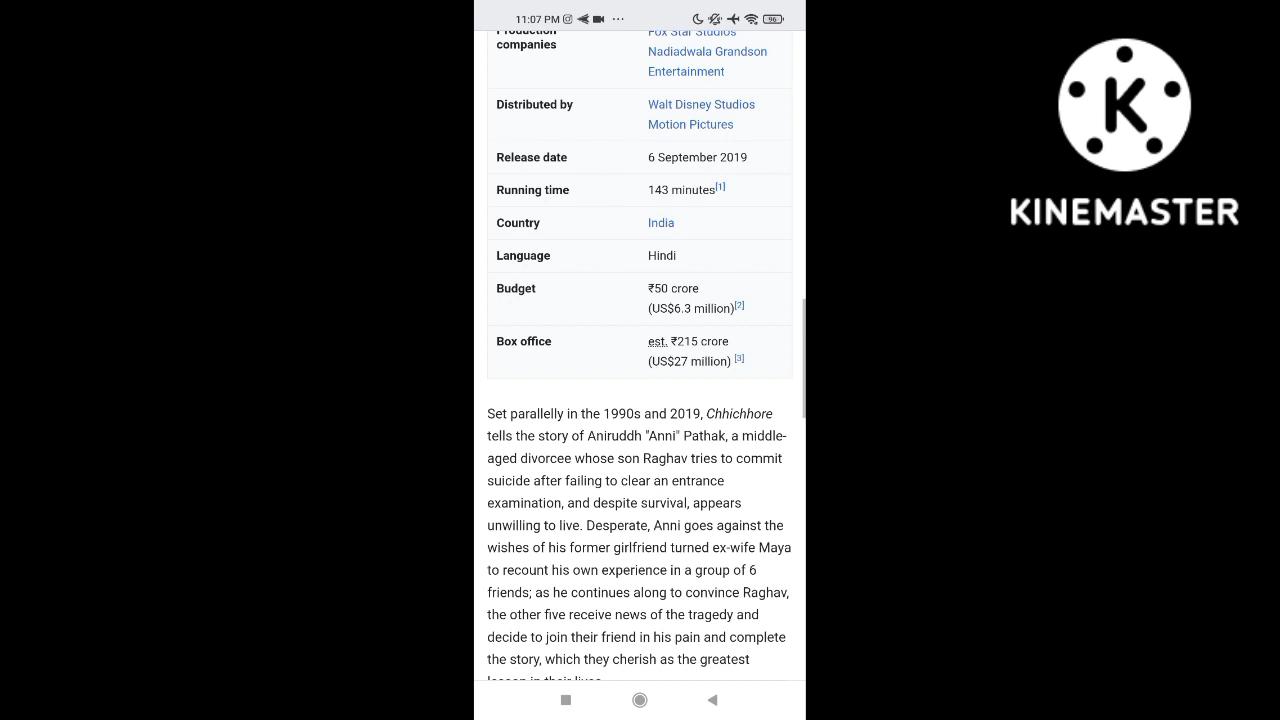 11:07 PM
96
Production
companies
Fox Star Studios
Nadiadwala Grandson
Entertainment
Distributed by
Walt Disney Studios
Motion Pictures
Release date
6 September 2019
Running time
143 minutes[1]
Country
India
Language
Hindi
Budget
₹50 crore
(US$6.3 million)[2]
Box office
est. ₹215 crore
(US$27 million) [3]
Set parallelly in the 1990s and 2019, Chhichhore
tells the story of Aniruddh "Anni" Pathak, a middle-
aged divorcee whose son Raghav tries to commit
suicide after failing to clear an entrance
examination, and despite survival, appears
unwilling to live. Desperate, Anni goes against the
wishes of his former girlfriend turned ex-wife Maya
to recount his own experience in a group of 6
friends; as he continues along to convince Raghav,
the other five receive news of the tragedy and
decide to join their friend in his pain and complete
the story, which they cherish as the greatest
lesson in their lives
K
KINEMASTER